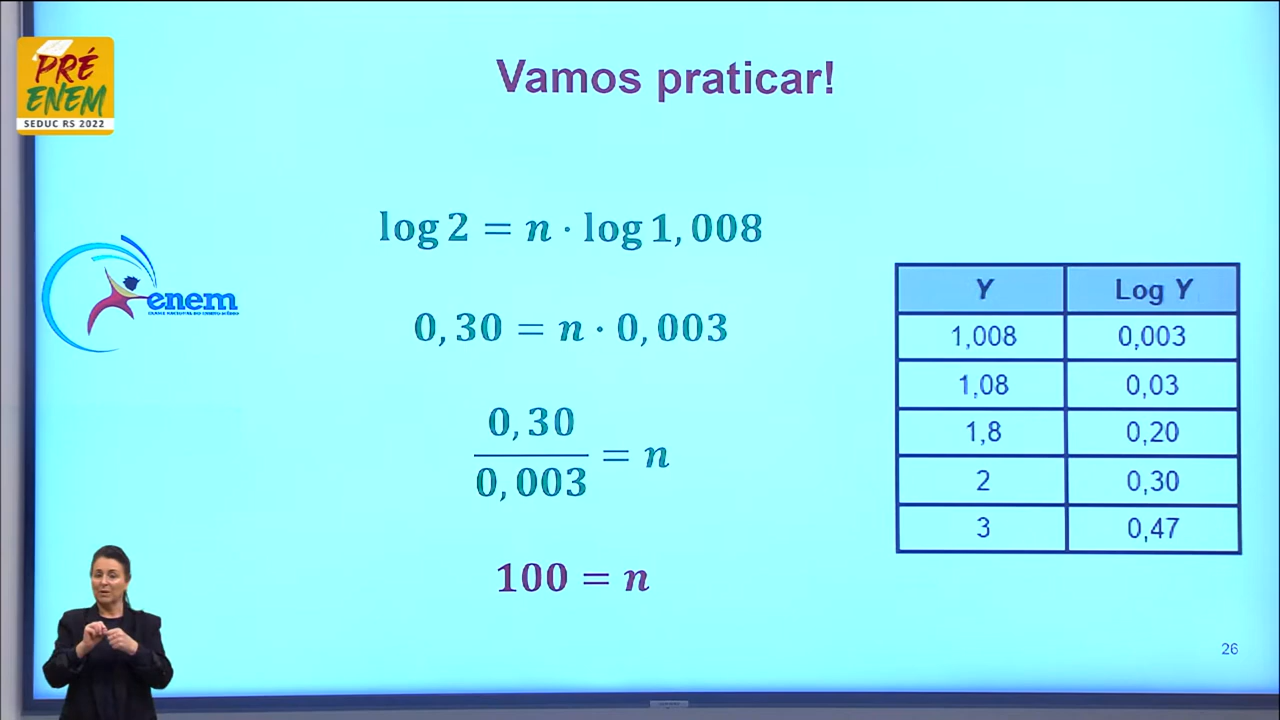 PRÉ
ENEM
SEDUC RS 2022
Vamos praticar!
log 2 = n · log 1,008
0,30 = n · 0,003
0,30
0,003
= n
100 = n
enem
Y Log Y
1,008 0,003
1,08 0,03
1,8 0,20
2 0,30
3 0,47
26